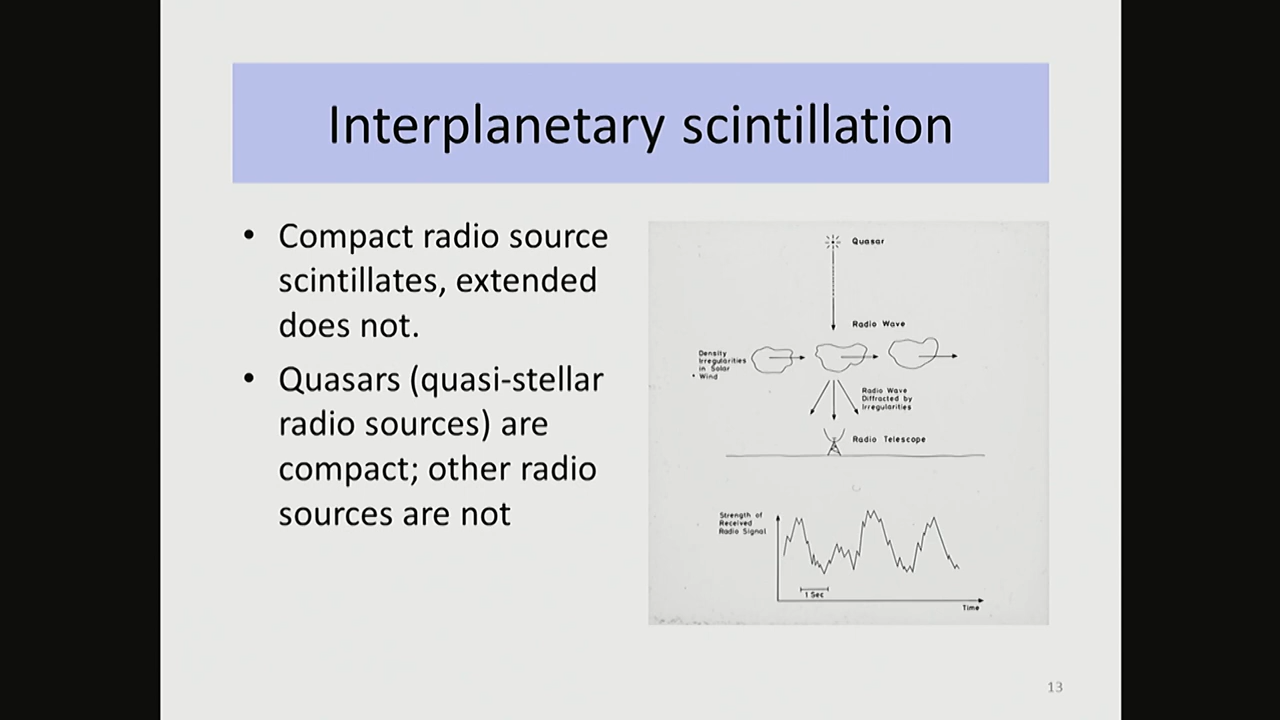 Interplanetary scintillation
• Compact radio source
scintillates, extended
does not.
• Quasars (quasi-stellar
radio sources) are
compact; other radio
sources are not
Quasar
Radio Wave
Density
Irregularities
in Solar
Wind
Radio Wave
Diffracted by
Irregularities
Radio Telescope
Strength of
Received
Radio Signal
1 Sec
Time
13